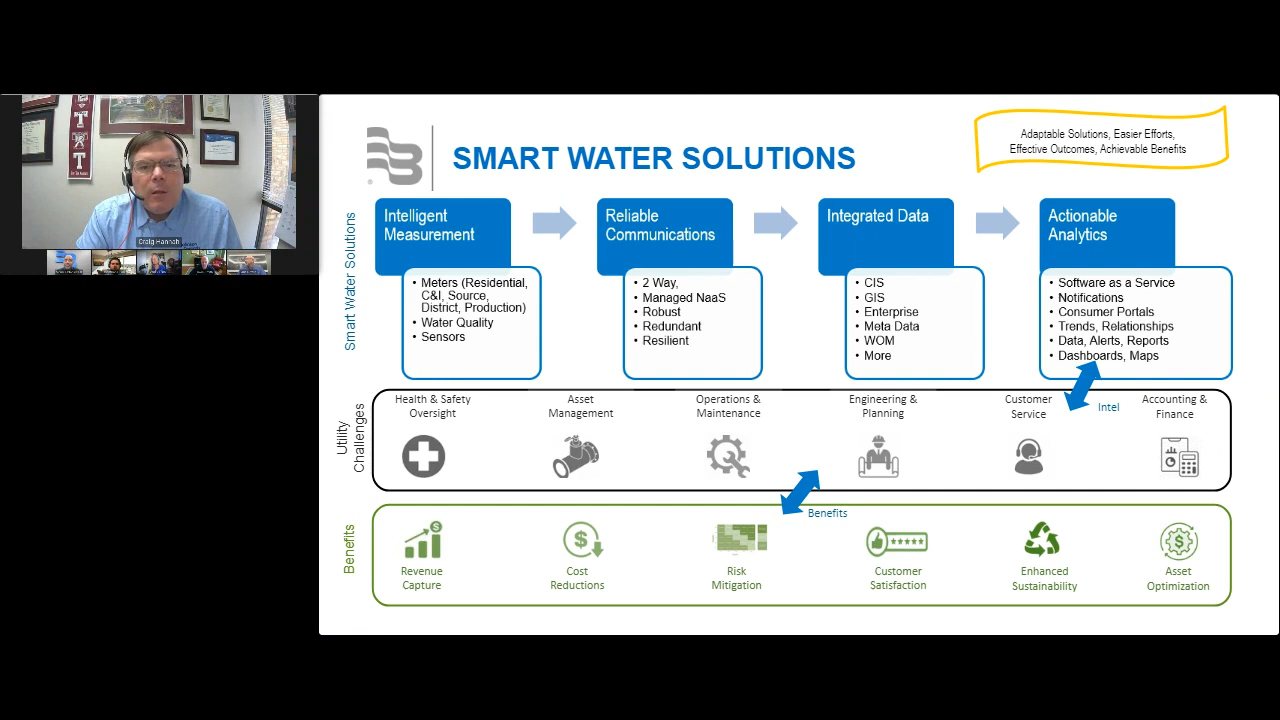 Craig Hannah
SMART WATER SOLUTIONS
Adaptable Solutions, Easier Efforts,
Effective Outcomes, Achievable Benefits
Smart Water Solutions
Intelligent
Measurement
• Meters (Residential,
C&I, Source,
District, Production)
• Water Quality
• Sensors
Reliable
Communications
• 2 Way,
• Managed NaaS
• Robust
• Redundant
• Resilient
Integrated Data
• CIS
• GIS
• Enterprise
• Meta Data
• WOM
• More
Actionable
Analytics
• Software as a Service
• Notifications
• Consumer Portals
• Trends, Relationships
• Data, Alerts, Reports
• Dashboards, Maps
Intel
Utility
Challenges
Health & Safety
Oversight
Asset
Management
Operations &
Maintenance
Engineering &
Planning
Customer
Service
Accounting &
Finance
Benefits
Benefits
Revenue
Capture
Cost
Reductions
Risk
Mitigation
Customer
Satisfaction
Enhanced
Sustainability
Asset
Optimization